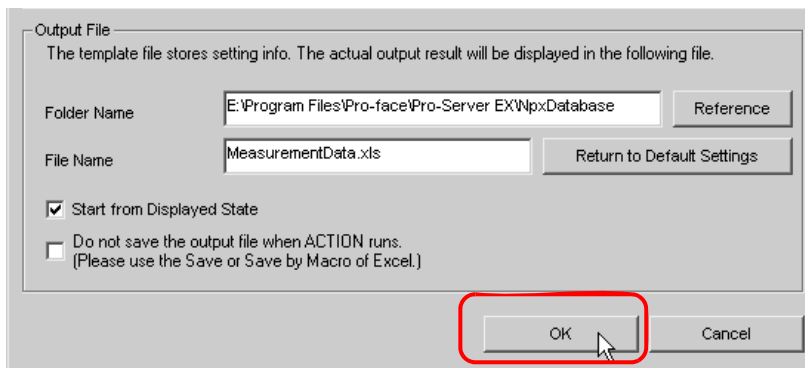 Output File
The template file stores setting info. The actual output result will be displayed in the following file.
Folder Name
E:\Program Files\Pro-face\Pro-Server EX\NpxDatabase
Reference
File Name
MeasurementData.xls
Return to Default Settings
Start from Displayed State
Do not save the output file when ACTION runs.
(Please use the Save or Save by Macro of Excel.)
OK
Cancel